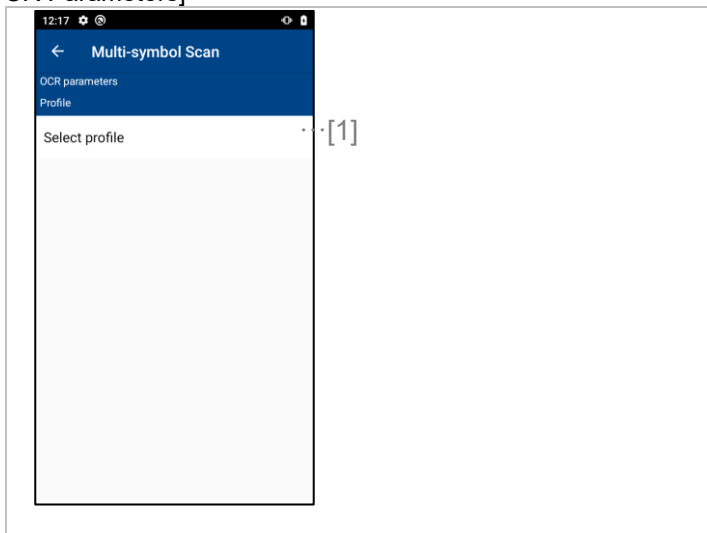 12:17
Multi-symbol Scan
OCR parameters
Profile
Select profile
…[1]